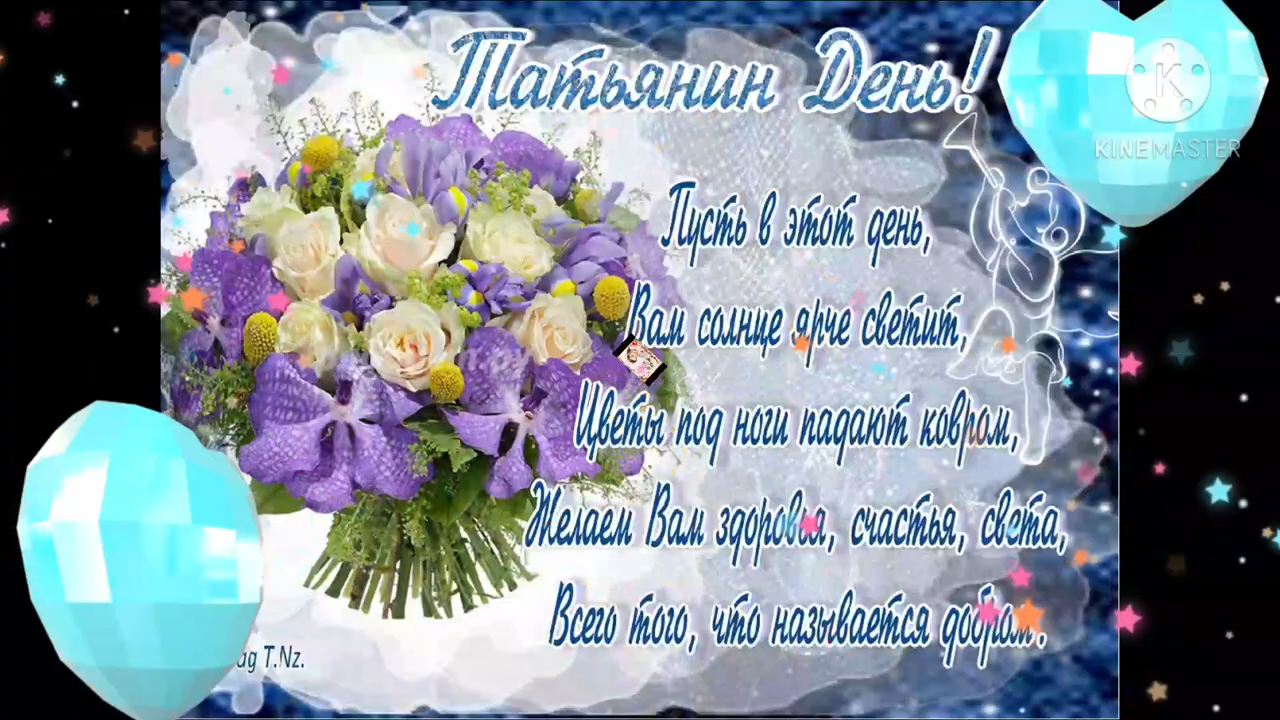 Татьянин День!
KINEMASTER
Пусть в этот день,
Вам солнце ярче светит,
Цветы под ноги падают ковром,
Желаем Вам здоровья, счастья, света,
Всего того, что называется добром.
T.Nz.